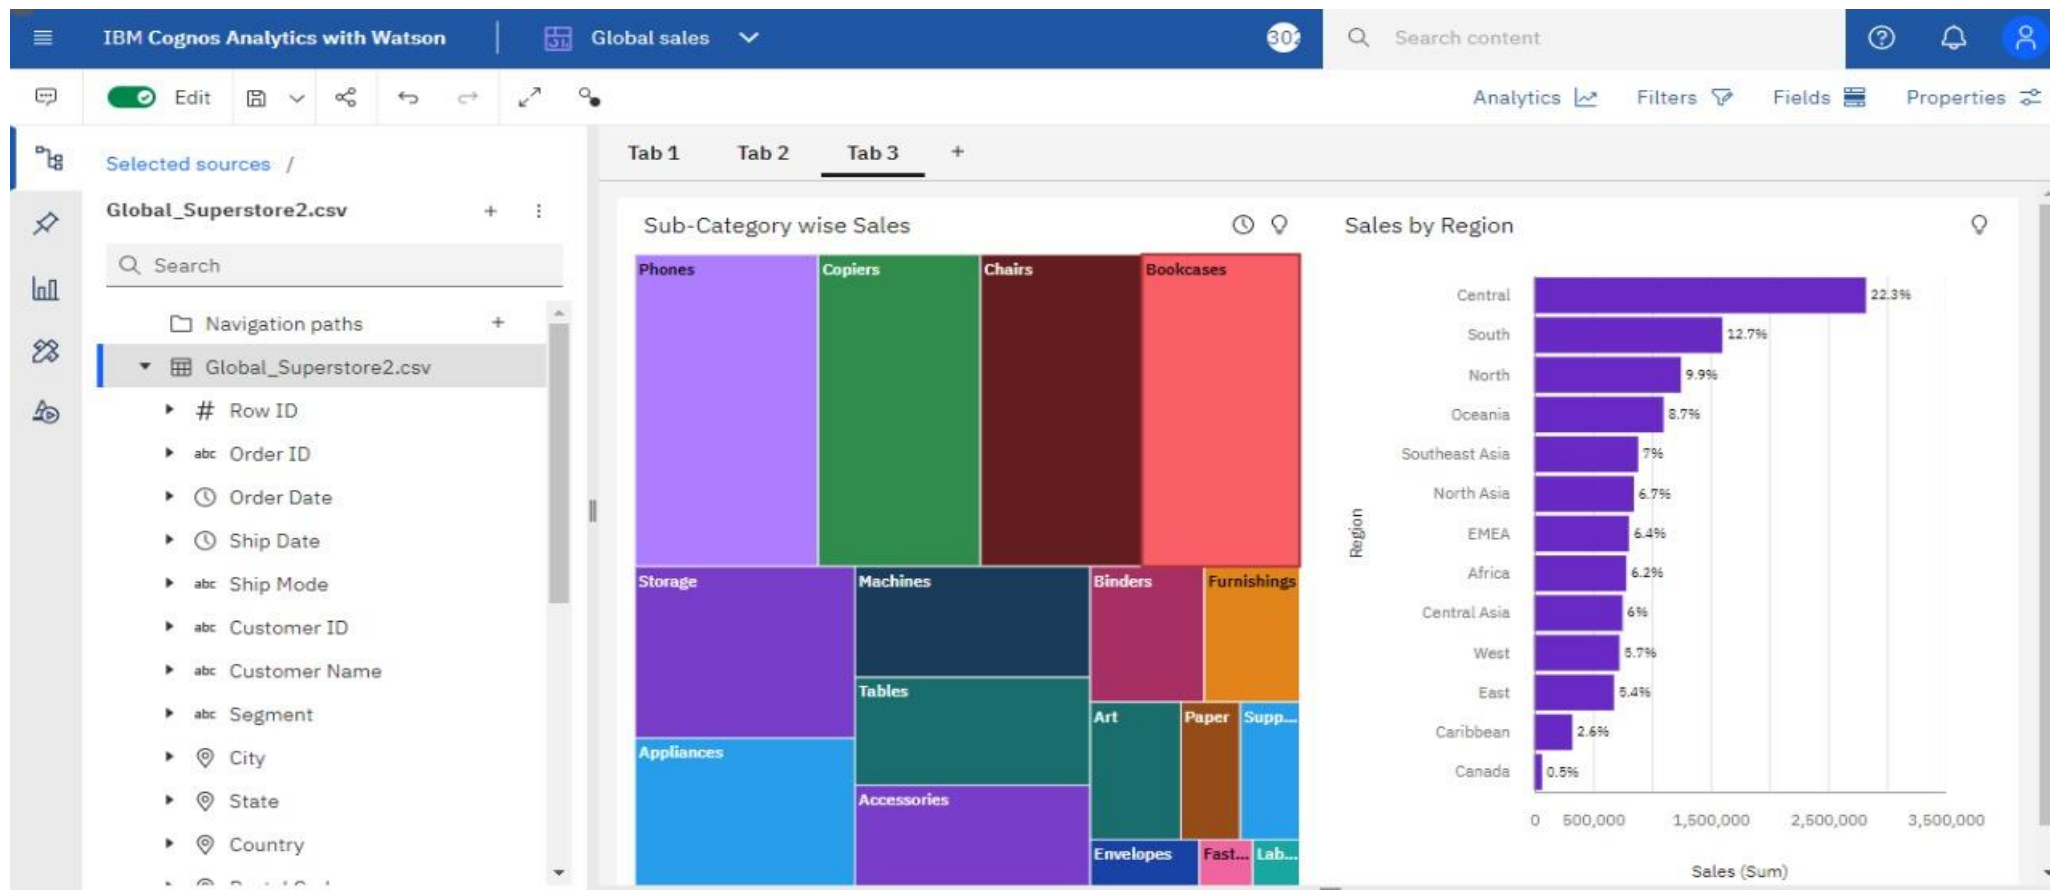 IBM Cognos Analytics with Watson
Global sales
302
Search content
Edit
Analytics
Filters
Fields
Properties
Selected sources /
Global_Superstore2.csv
Search
Navigation paths
Global_Superstore2.csv
# Row ID
abc Order ID
Order Date
Ship Date
abc Ship Mode
abc Customer ID
abc Customer Name
abc Segment
City
State
Country
Tab 1
Tab 2
Tab 3
+
Sub-Category wise Sales
Phones
Copiers
Chairs
Bookcases
Storage
Machines
Binders
Furnishings
Tables
Appliances
Accessories
Art
Paper
Supp...
Envelopes
Fast...
Lab...
Sales by Region
Region
Central 22.3%
South 12.7%
North 9.9%
Oceania 8.7%
Southeast Asia 7%
North Asia 6.7%
EMEA 6.4%
Africa 6.2%
Central Asia 6%
West 5.7%
East 5.4%
Caribbean 2.6%
Canada 0.5%
0 500,000 1,500,000 2,500,000 3,500,000
Sales (Sum)